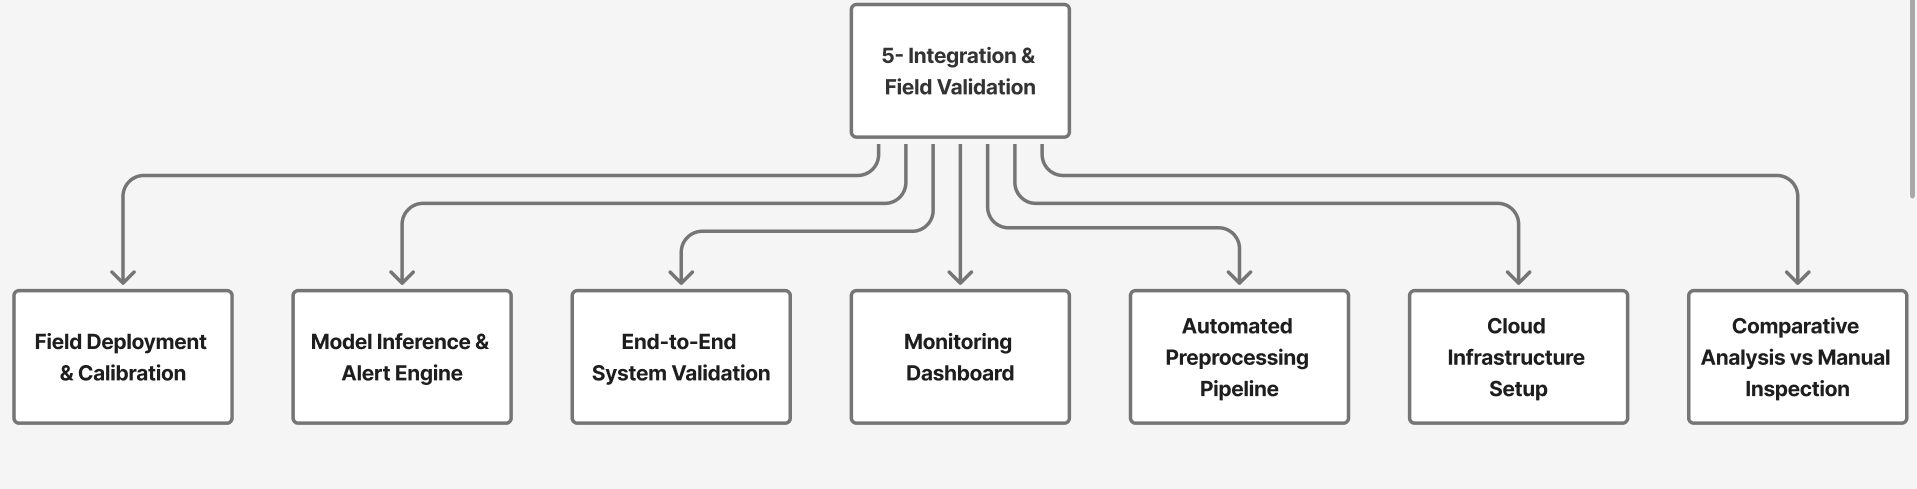 5- Integration &
Field Validation
Field Deployment
& Calibration
Model Inference &
Alert Engine
End-to-End
System Validation
Monitoring
Dashboard
Automated
Preprocessing
Pipeline
Cloud
Infrastructure
Setup
Comparative
Analysis vs Manual
Inspection